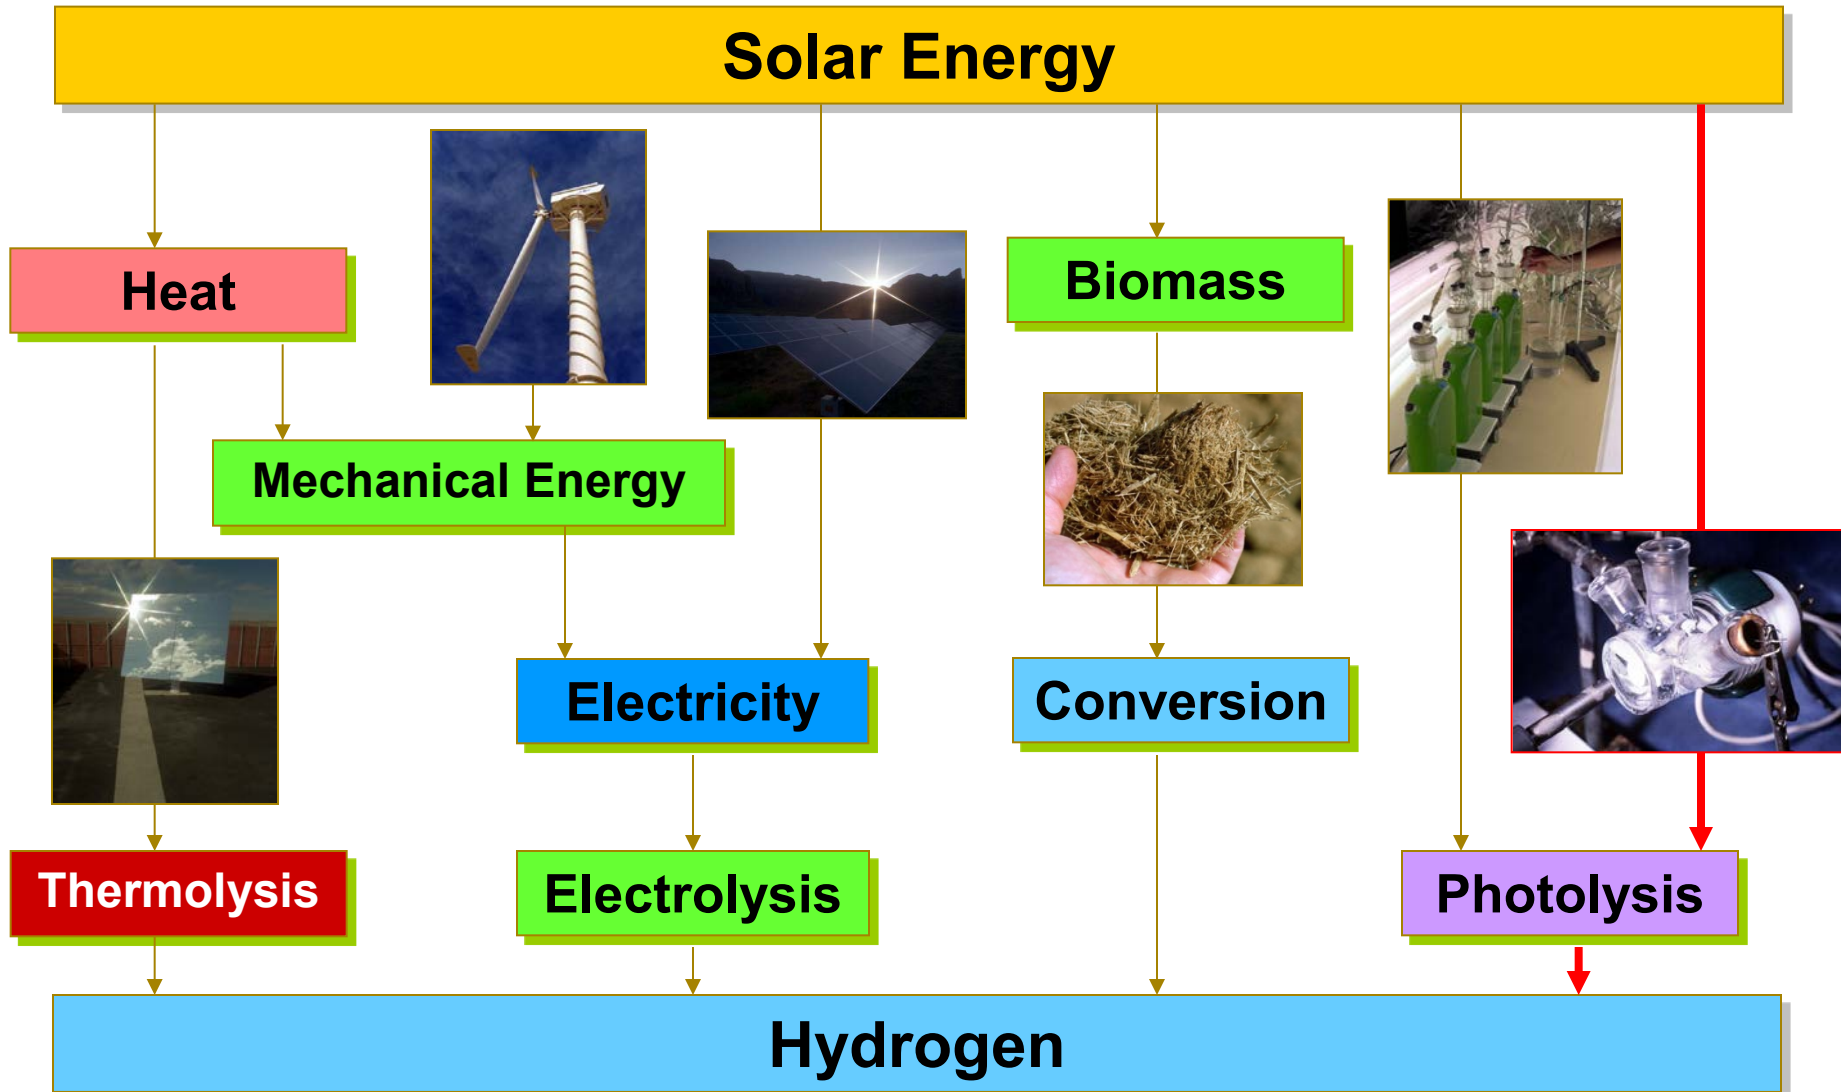 Solar Energy
Heat
Biomass
Mechanical Energy
Electricity
Conversion
Thermolysis
Electrolysis
Photolysis
Hydrogen